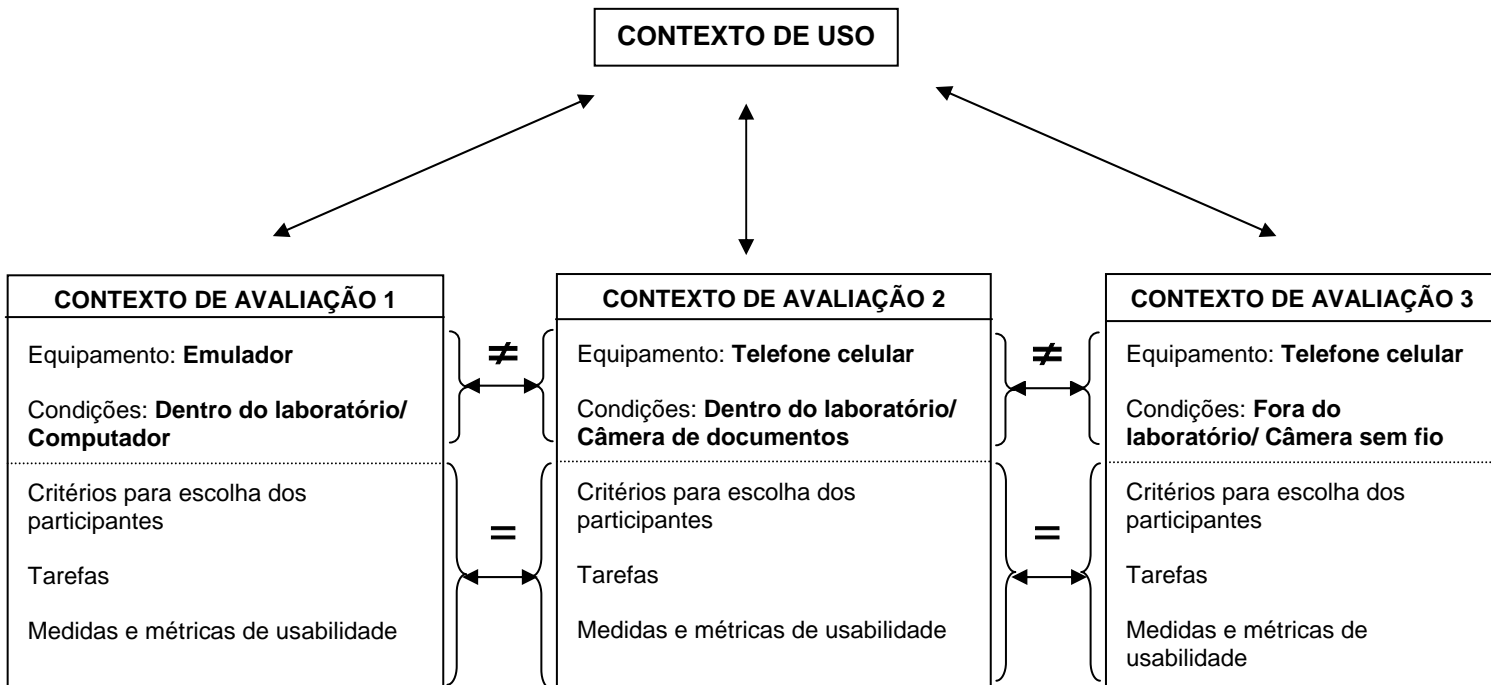 CONTEXTO DE USO
CONTEXTO DE AVALIAÇÃO 1
Equipamento: Emulador
Condições: Dentro do laboratório/
Computador
Critérios para escolha dos
participantes
Tarefas
Medidas e métricas de usabilidade
≠
=
CONTEXTO DE AVALIAÇÃO 2
Equipamento: Telefone celular
Condições: Dentro do laboratório/
Câmera de documentos
Critérios para escolha dos
participantes
Tarefas
Medidas e métricas de usabilidade
≠
=
CONTEXTO DE AVALIAÇÃO 3
Equipamento: Telefone celular
Condições: Fora do
laboratório/ Câmera sem fio
Critérios para escolha dos
participantes
Tarefas
Medidas e métricas de
usabilidade